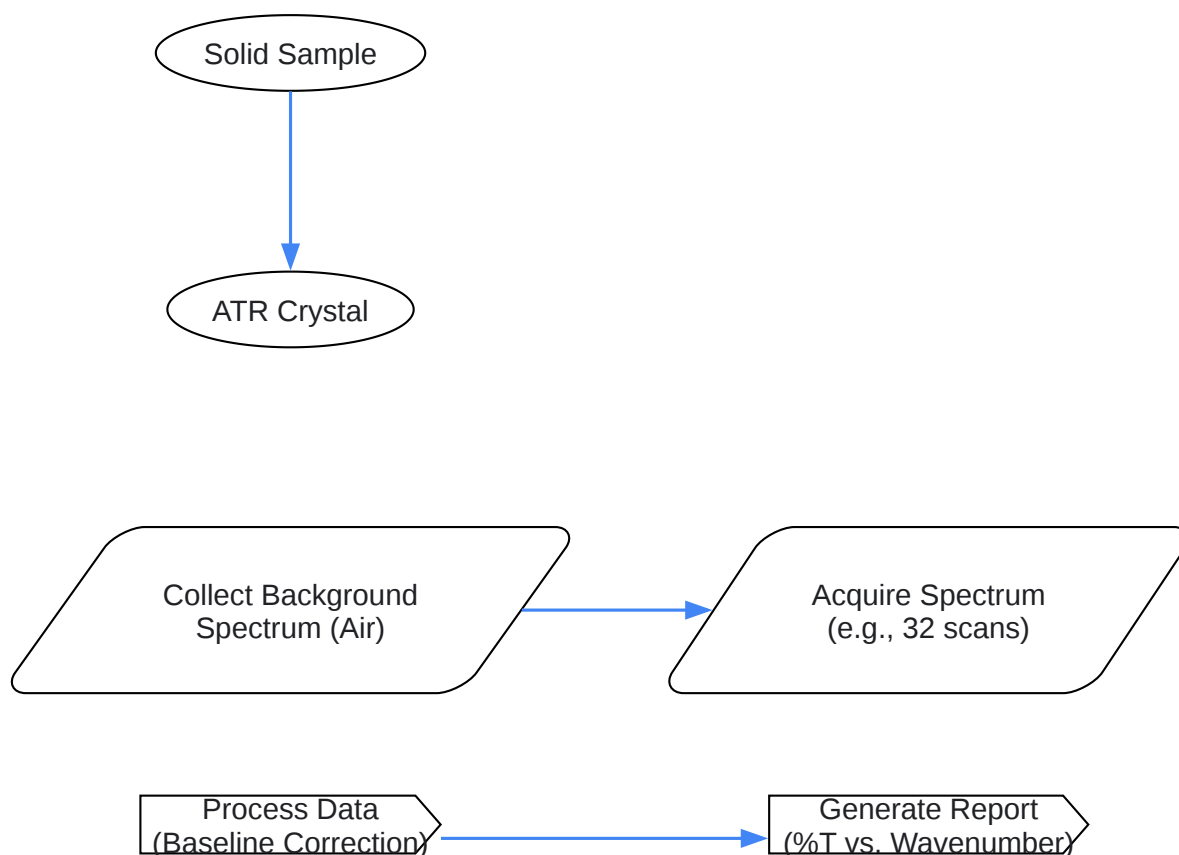 Solid Sample
ATR Crystal
Collect Background
Spectrum (Air)
Acquire Spectrum
(e.g., 32 scans)
Process Data
(Baseline Correction)
Generate Report
(%T vs. Wavenumber)